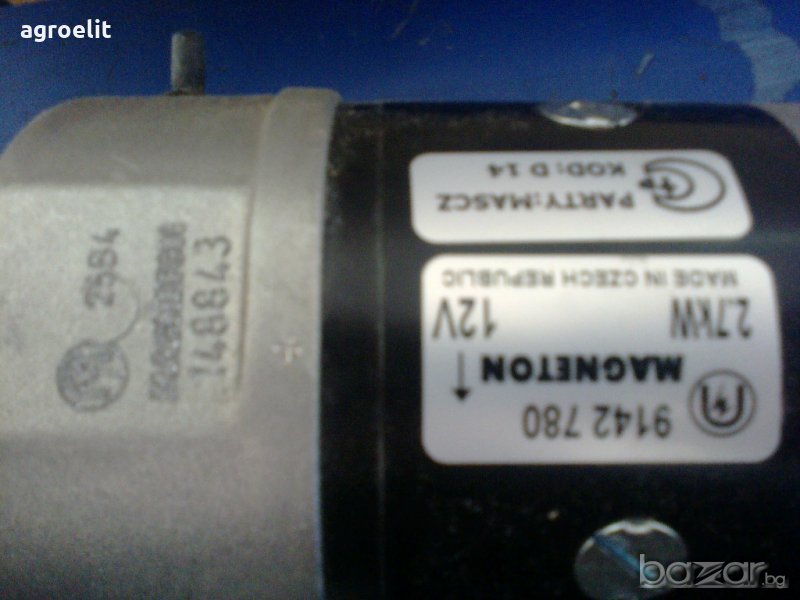 agroelit
PARTY:MASCZ
KOD: D 14
9142 780
MAGNETON
2.7kW 12V
MADE IN CZECH REPUBLIC
2584
148843
bazar.bg